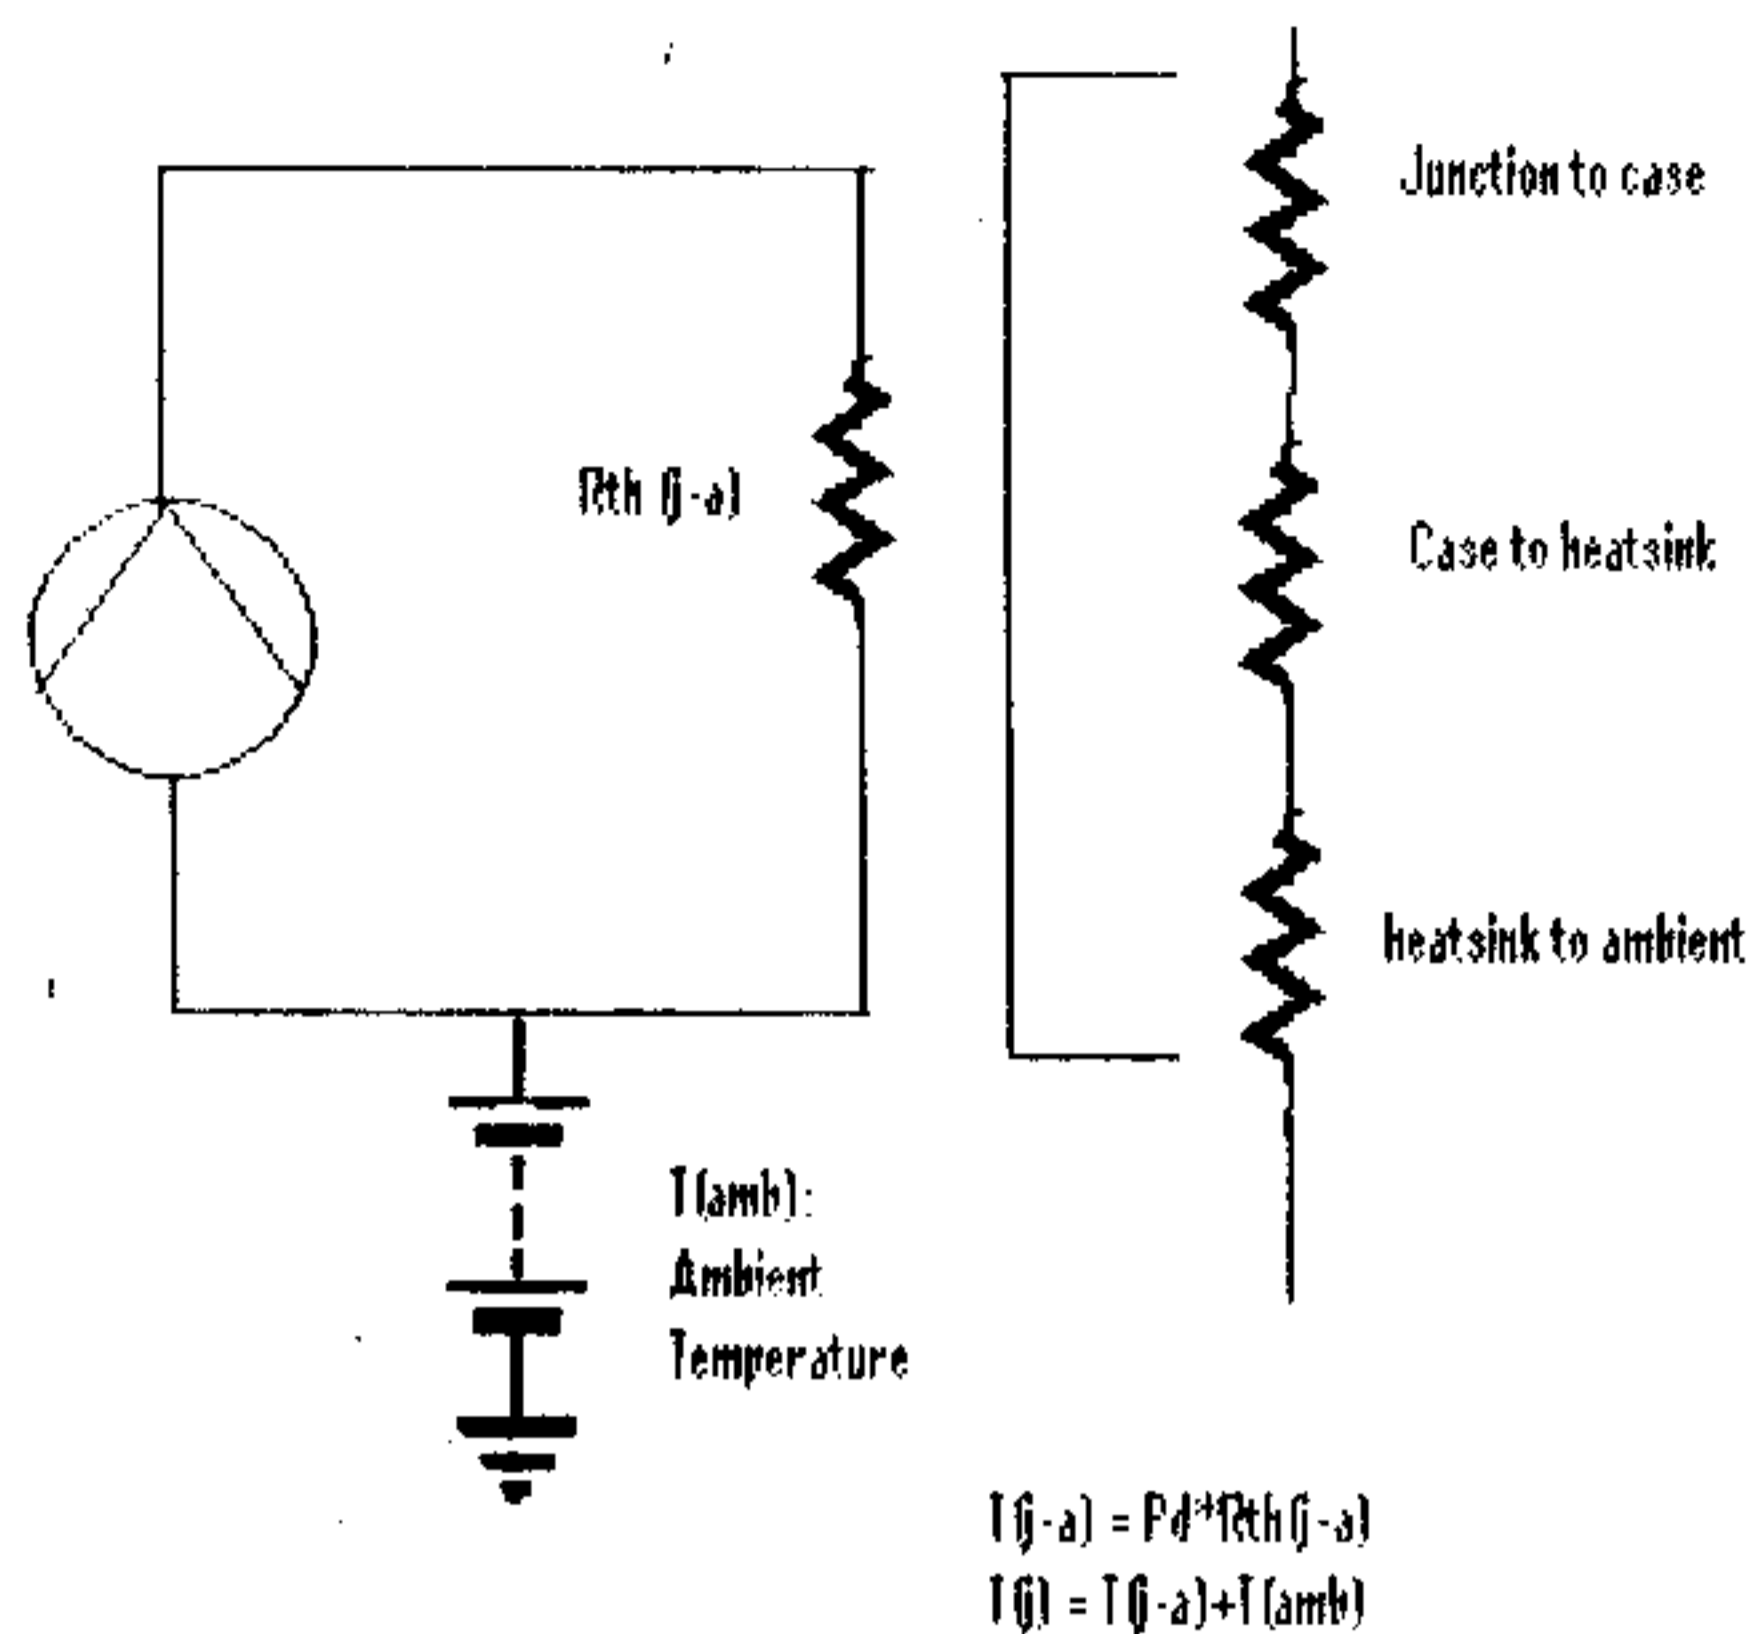 Rth (j-a)
T(amb):
Ambient
Temperature
Junction to case
Case to heatsink
heatsink to ambient
T(j-a) = Pd*Rth(j-a)
T(j) = T(j-a)+T(amb)